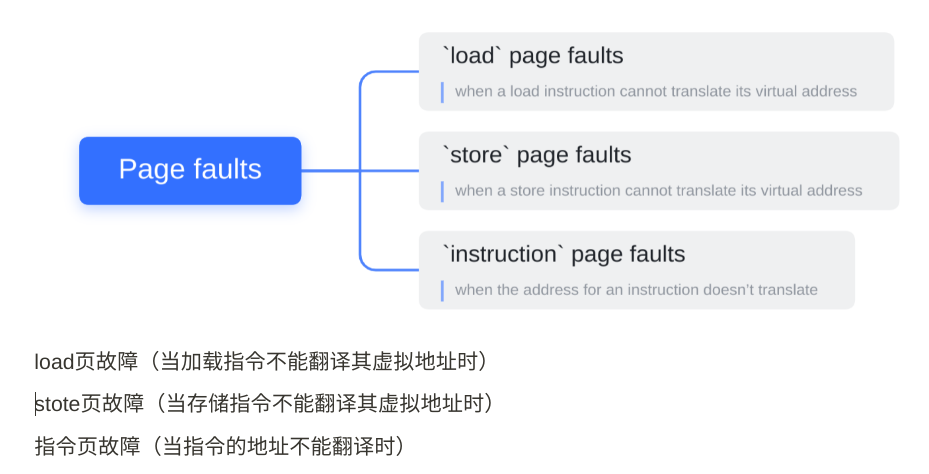 Page faults
`load` page faults
when a load instruction cannot translate its virtual address
`store` page faults
when a store instruction cannot translate its virtual address
`instruction` page faults
when the address for an instruction doesn’t translate
load页故障（当加载指令不能翻译其虚拟地址时）
stote页故障（当存储指令不能翻译其虚拟地址时）
指令页故障（当指令的地址不能翻译时）